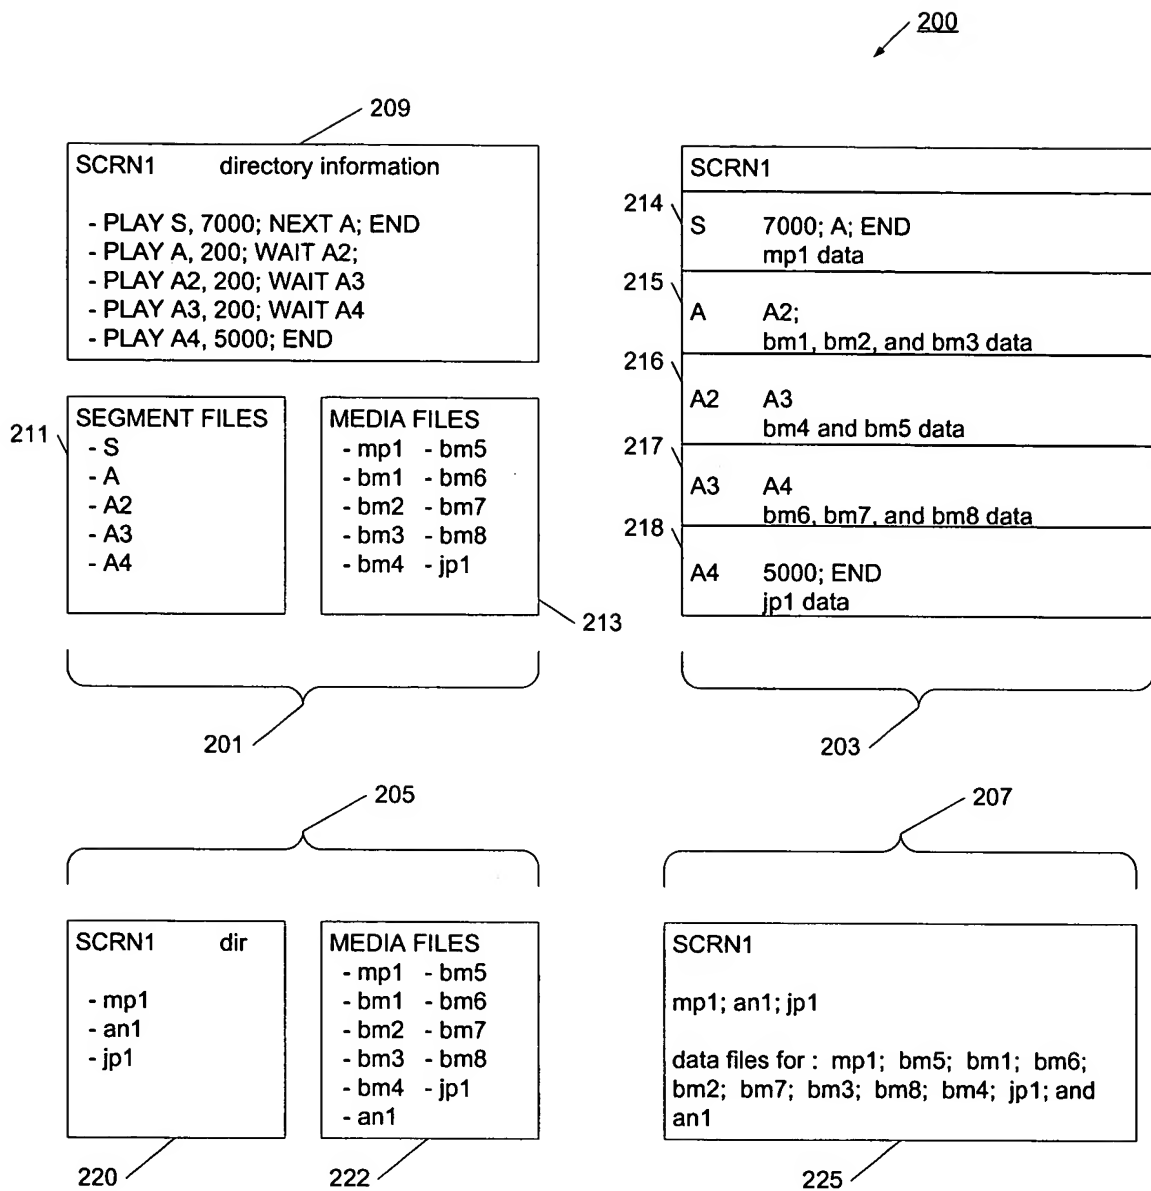 200
209
SCRN1 directory information
- PLAY S, 7000; NEXT A; END
- PLAY A, 200; WAIT A2;
- PLAY A2, 200; WAIT A3
- PLAY A3, 200; WAIT A4
- PLAY A4, 5000; END
211
SEGMENT FILES
- S
- A
- A2
- A3
- A4
MEDIA FILES
- mp1 - bm5
- bm1 - bm6
- bm2 - bm7
- bm3 - bm8
- bm4 - jp1
213
201
SCRN1
214
S 7000; A; END
mp1 data
215
A A2;
bm1, bm2, and bm3 data
216
A2 A3
bm4 and bm5 data
217
A3 A4
bm6, bm7, and bm8 data
218
A4 5000; END
jp1 data
203
205
SCRN1 dir
- mp1
- an1
- jp1
220
MEDIA FILES
- mp1 - bm5
- bm1 - bm6
- bm2 - bm7
- bm3 - bm8
- bm4 - jp1
- an1
222
207
SCRN1
mp1; an1; jp1
data files for : mp1; bm5; bm1; bm6;
bm2; bm7; bm3; bm8; bm4; jp1; and
an1
225